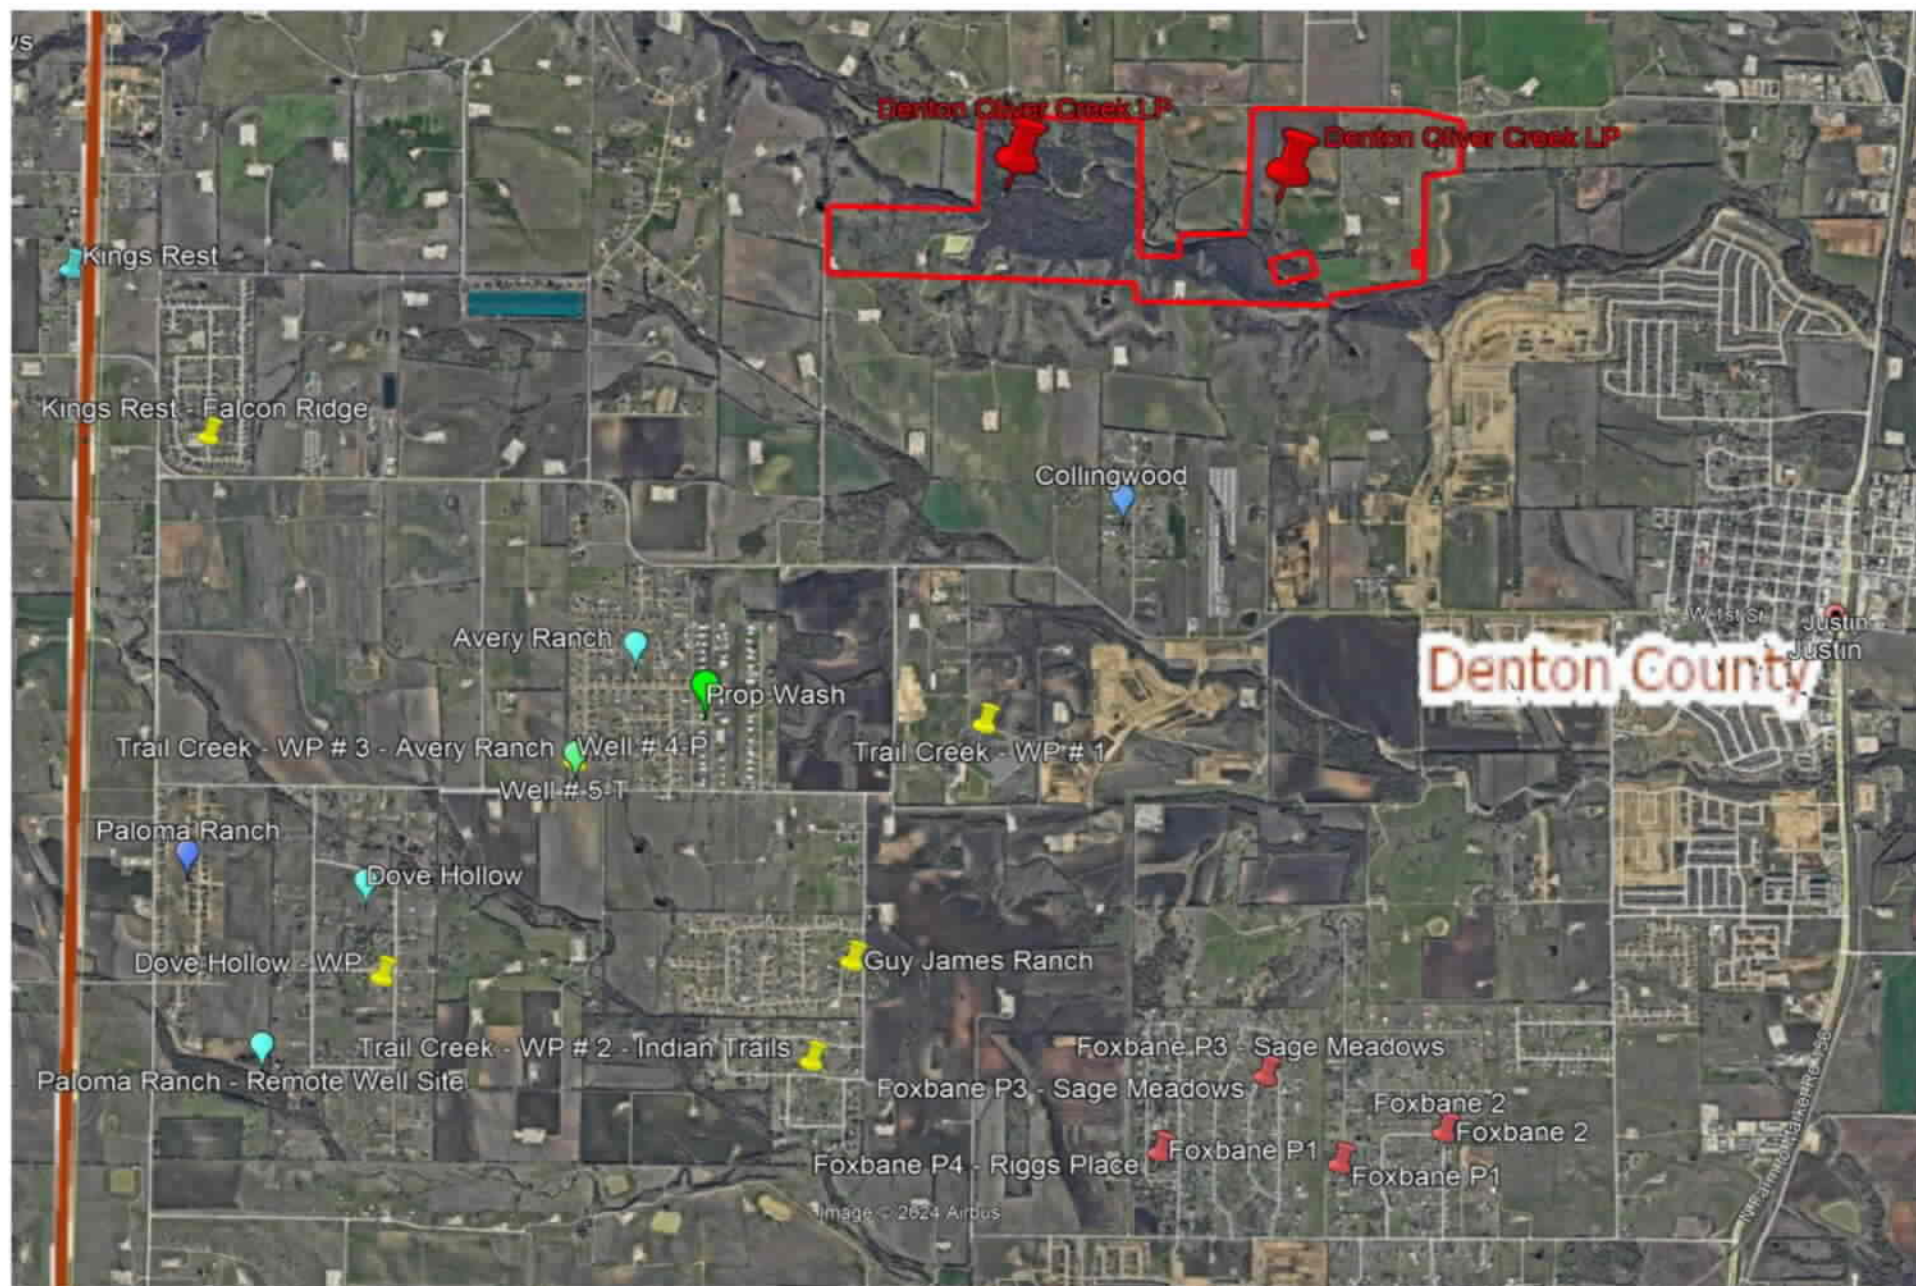 Denton Oliver Creek LP
Denton Oliver Creek LP
Kings Rest
Kings Rest - Falcon Ridge
Collingwood
W 1st St
Justin
Justin
Denton County
Avery Ranch
Prop Wash
Trail Creek - WP # 3 - Avery Ranch
Well # 4-P
Trail Creek - WP # 1
Well # 5-T
Paloma Ranch
Dove Hollow
Dove Hollow - WP
Guy James Ranch
Trail Creek - WP # 2 - Indian Trails
Foxbane P3 - Sage Meadows
Paloma Ranch - Remote Well Site
Foxbane P3 - Sage Meadows
Foxbane 2
Foxbane 2
Foxbane P1
Foxbane P4 - Riggs Place
Foxbane P1
Image © 2024 Airbus